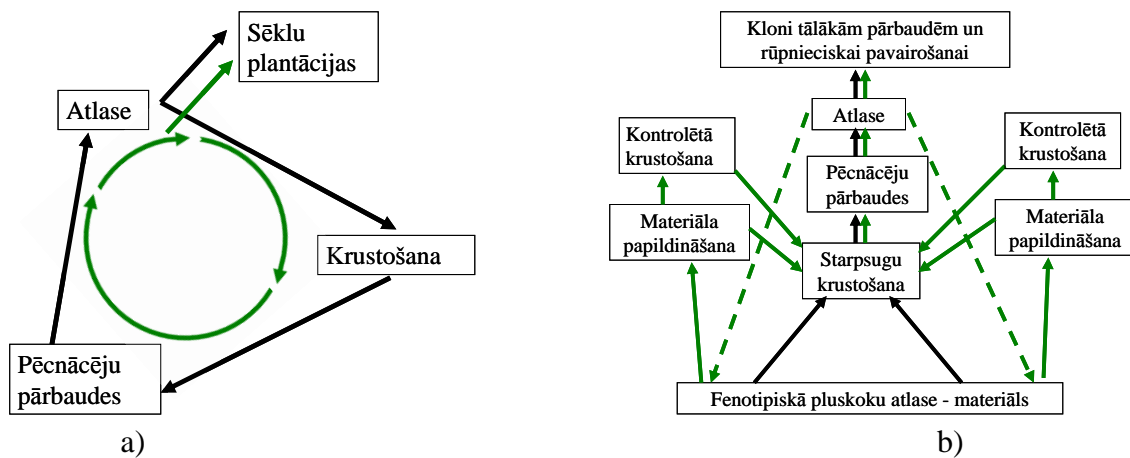 Sēklu
plantācijas
Atlase
Krustošana
Pēcnācēju
pārbaudes
a)
Kloni tālākām pārbaudēm un
rūpnieciskai pavairošanai
Atlase
Kontrolētā
krustošana
Kontrolētā
krustošana
Pēcnācēju
pārbaudes
Materiāla
papildināšana
Materiāla
papildināšana
Starpsugu
krustošana
Fenotipiskā pluskoku atlase - materiāls
b)